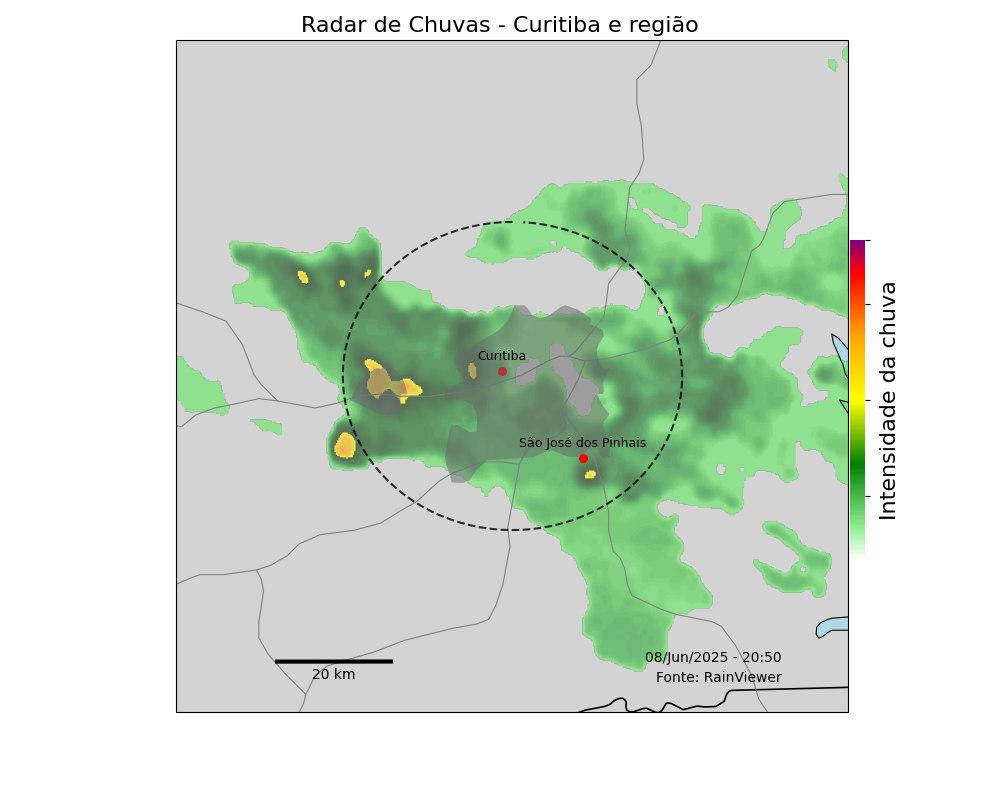 Radar de Chuvas - Curitiba e região
Curitiba
São José dos Pinhais
Intensidade da chuva
08/Jun/2025 - 20:50
Fonte: RainViewer
20 km